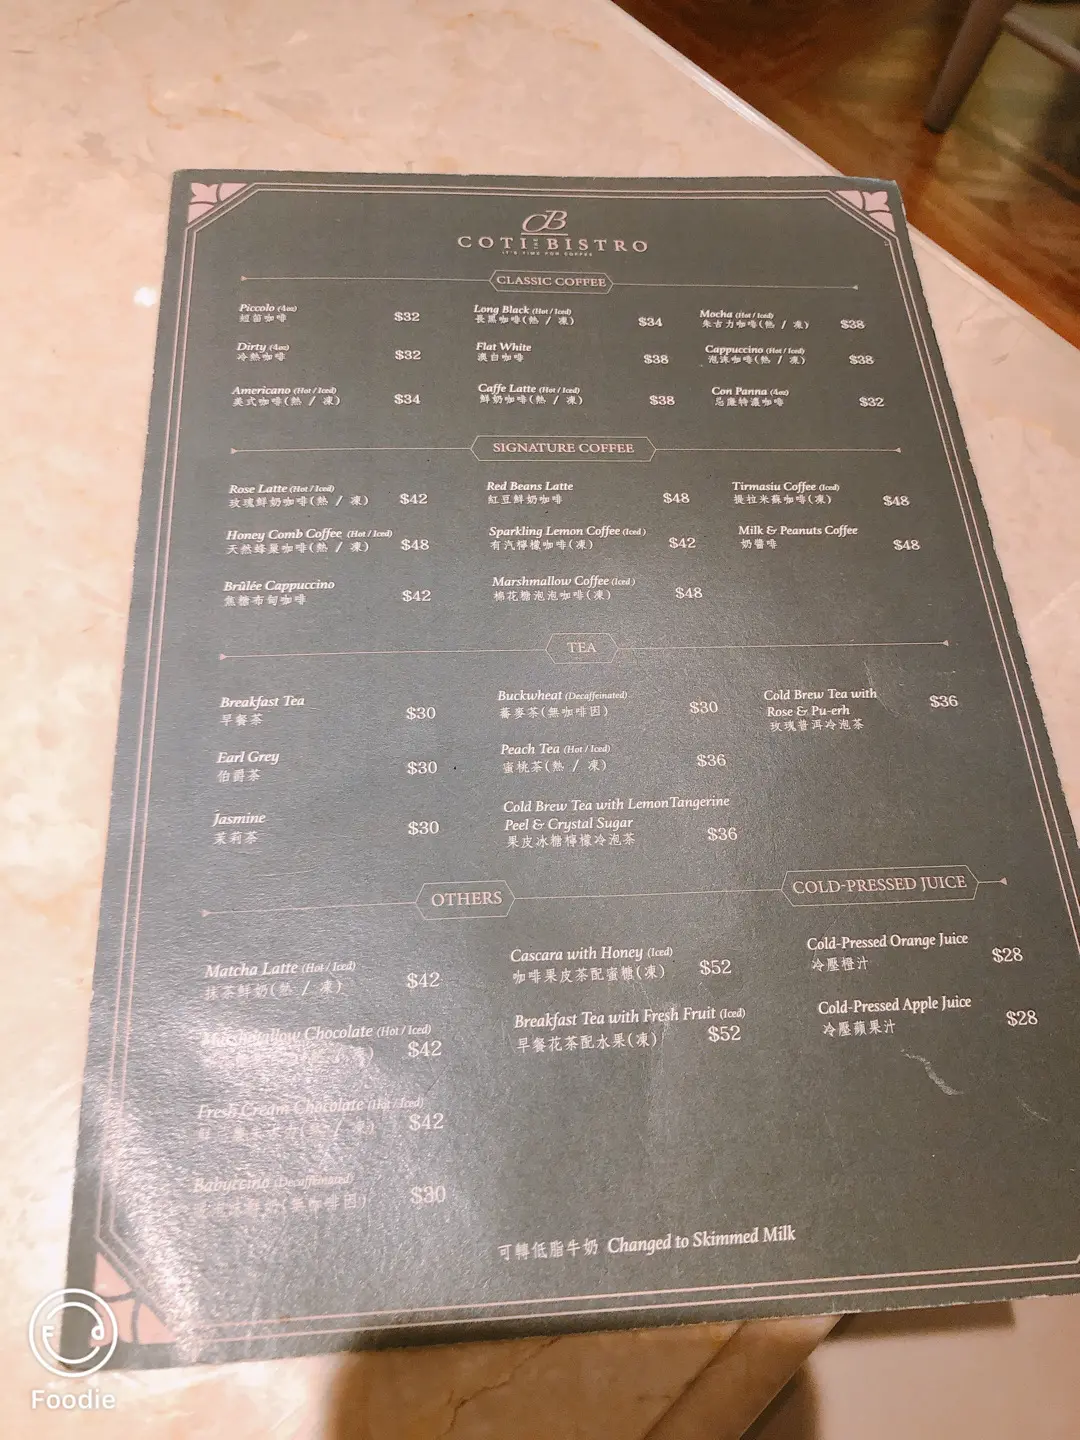 CB
COTI THE BISTRO
IT'S TIME FOR COFFEE
CLASSIC COFFEE
Piccolo (4oz)
短笛咖啡
$32
Long Black (Hot / Iced)
長黑咖啡(熱 / 凍)
$34
Mocha (Hot / Iced)
朱古力咖啡(熱 / 凍)
$38
Dirty (4oz)
冷熱咖啡
$32
Flat White
澳白咖啡
$38
Cappuccino (Hot / Iced)
泡沫咖啡(熱 / 凍)
$38
Americano (Hot / Iced)
美式咖啡(熱 / 凍)
$34
Caffe Latte (Hot / Iced)
鮮奶咖啡(熱 / 凍)
$38
Con Panna (4oz)
忌廉特濃咖啡
$32
SIGNATURE COFFEE
Rose Latte (Hot / Iced)
玫瑰鮮奶咖啡(熱 / 凍)
$42
Red Beans Latte
紅豆鮮奶咖啡
$48
Tirmasiu Coffee (Iced)
提拉米蘇咖啡(凍)
$48
Honey Comb Coffee (Hot / Iced)
天然蜂巢咖啡(熱 / 凍)
$48
Sparkling Lemon Coffee (Iced)
有汽檸檬咖啡(凍)
$42
Milk & Peanuts Coffee
奶醬啡
$48
Brûlée Cappuccino
焦糖布甸咖啡
$42
Marshmallow Coffee (Iced)
棉花糖泡泡咖啡(凍)
$48
TEA
Breakfast Tea
早餐茶
$30
Buckwheat (Decaffeinated)
蕎麥茶(無咖啡因)
$30
Cold Brew Tea with
Rose & Pu-erh
玫瑰普洱冷泡茶
$36
Earl Grey
伯爵茶
$30
Peach Tea (Hot / Iced)
蜜桃茶(熱 / 凍)
$36
Jasmine
茉莉茶
$30
Cold Brew Tea with Lemon Tangerine
Peel & Crystal Sugar
果皮冰糖檸檬冷泡茶
$36
OTHERS
COLD-PRESSED JUICE
Matcha Latte (Hot / Iced)
抹茶鮮奶(熱 / 凍)
$42
Cascara with Honey (Iced)
咖啡果皮茶配蜜糖(凍)
$52
Cold-Pressed Orange Juice
冷壓橙汁
$28
Marshmallow Chocolate (Hot / Iced)
$42
Breakfast Tea with Fresh Fruit (Iced)
早餐花茶配水果(凍)
$52
Cold-Pressed Apple Juice
冷壓蘋果汁
$28
Fresh Cream Chocolate (Hot / Iced)
(熱 / 凍)
$42
Babyccino (Decaffeinated)
(無咖啡因)
$30
可轉低脂牛奶 Changed to Skimmed Milk
Foodie